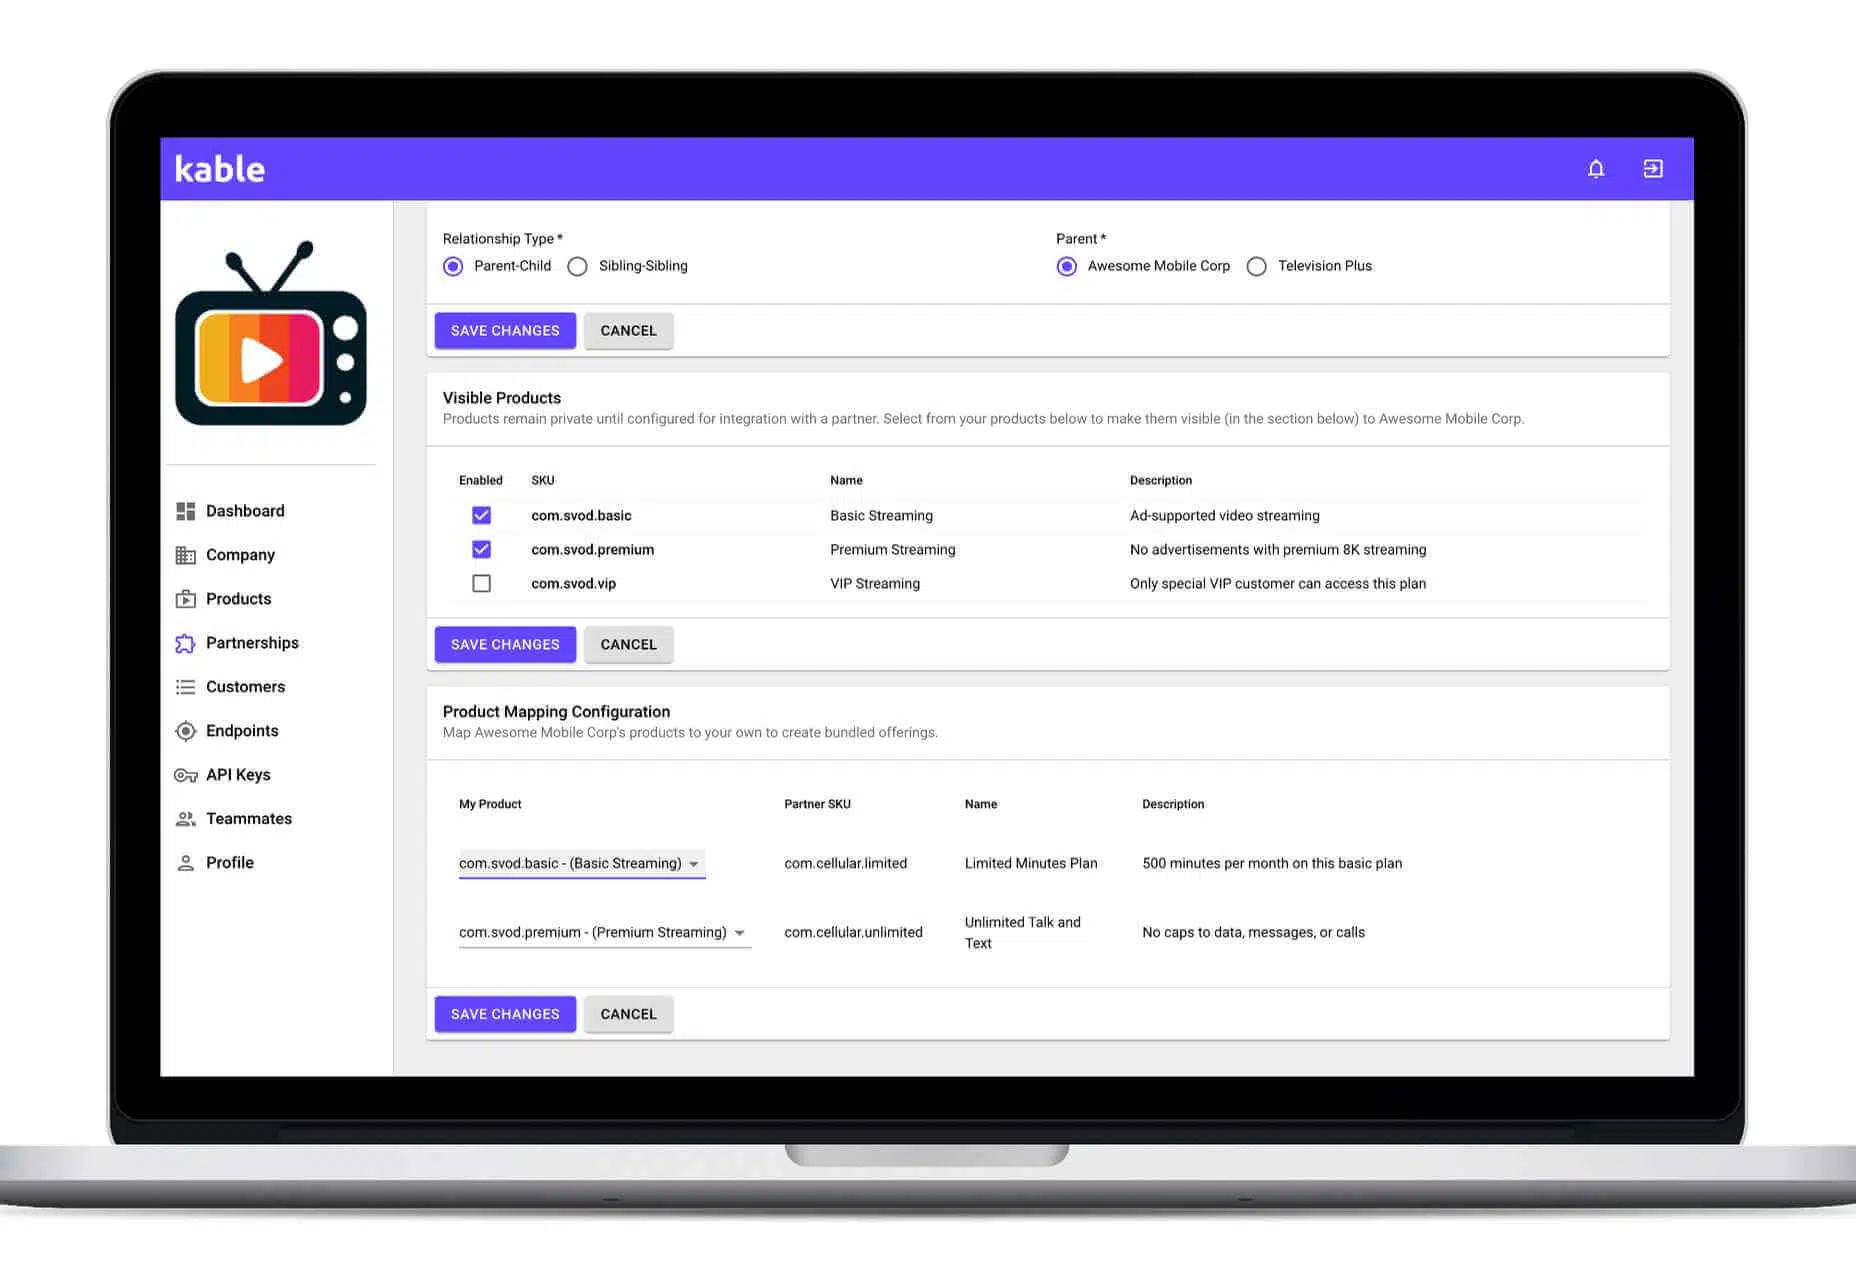 kable
Relationship Type *
Parent-Child
Sibling-Sibling
Parent *
Awesome Mobile Corp
Television Plus
SAVE CHANGES
CANCEL
Dashboard
Company
Products
Partnerships
Customers
Endpoints
API Keys
Teammates
Profile
Visible Products
Products remain private until configured for integration with a partner. Select from your products below to make them visible (in the section below) to Awesome Mobile Corp.
Enabled SKU Name Description
com.svod.basic Basic Streaming Ad-supported video streaming
com.svod.premium Premium Streaming No advertisements with premium 8K streaming
com.svod.vip VIP Streaming Only special VIP customer can access this plan
SAVE CHANGES
CANCEL
Product Mapping Configuration
Map Awesome Mobile Corp's products to your own to create bundled offerings.
My Product Partner SKU Name Description
com.svod.basic - (Basic Streaming) com.cellular.limited Limited Minutes Plan 500 minutes per month on this basic plan
com.svod.premium - (Premium Streaming) com.cellular.unlimited Unlimited Talk and
Text No caps to data, messages, or calls
SAVE CHANGES
CANCEL